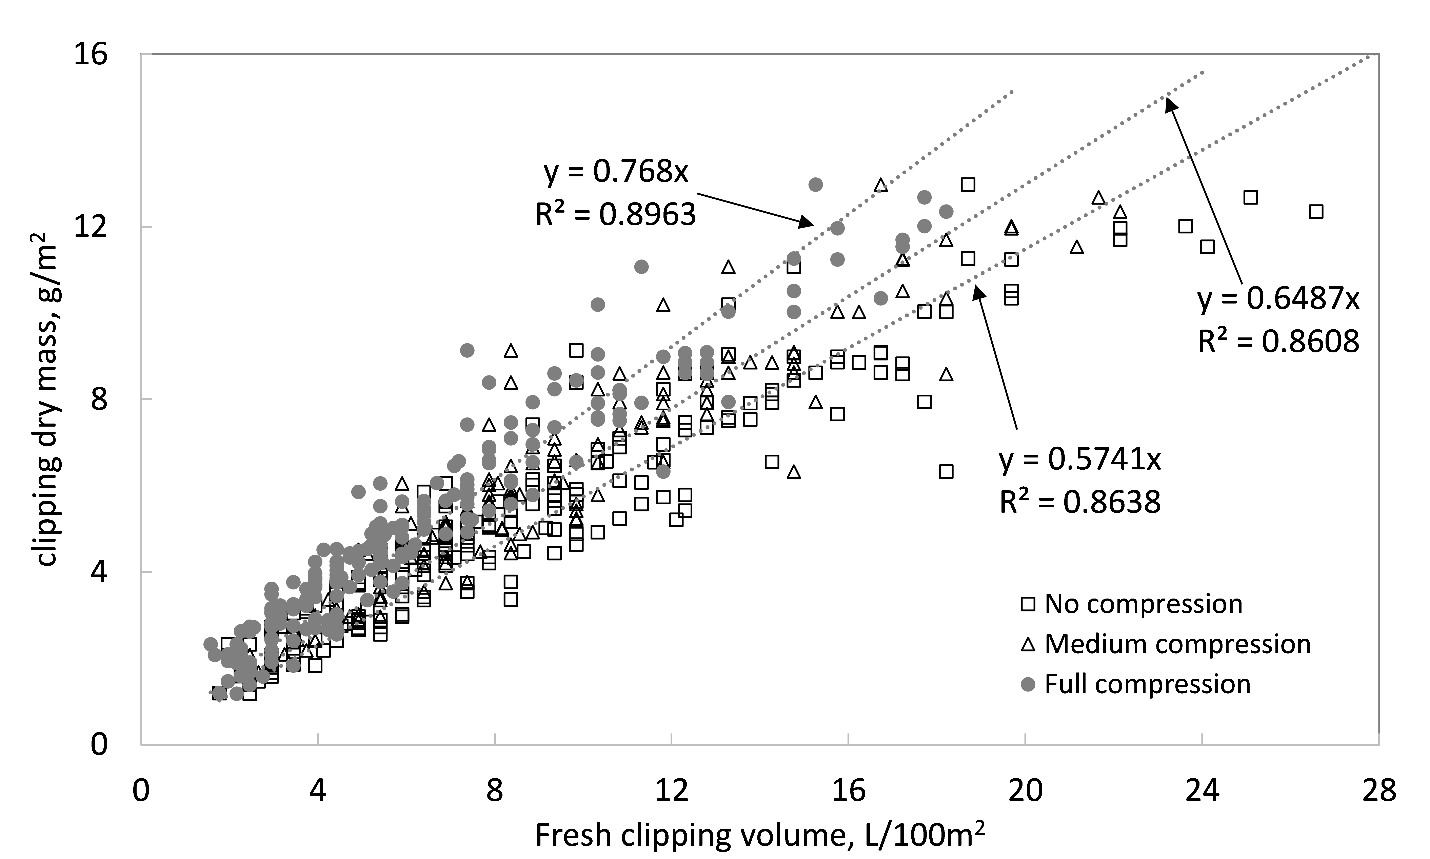 16
12
8
4
0
clipping dry mass, g/m²
y = 0.768x
R² = 0.8963
y = 0.6487x
R² = 0.8608
y = 0.5741x
R² = 0.8638
No compression
Medium compression
Full compression
0 4 8 12 16 20 24 28
Fresh clipping volume, L/100m²